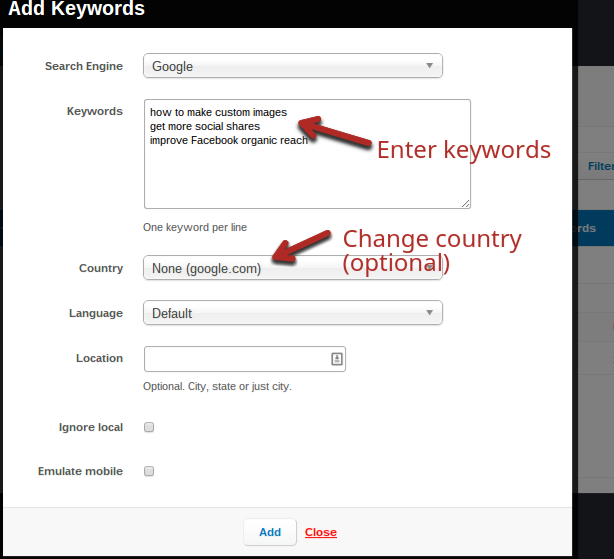 Add Keywords
Search Engine
Google
Keywords
how to make custom images
get more social shares
improve Facebook organic reach
Enter keywords
Filter
One keyword per line
rds
Change country
(optional)
Country
None (google.com)
Language
Default
Location
Optional. City, state or just city.
Ignore local
Emulate mobile
Add
Close